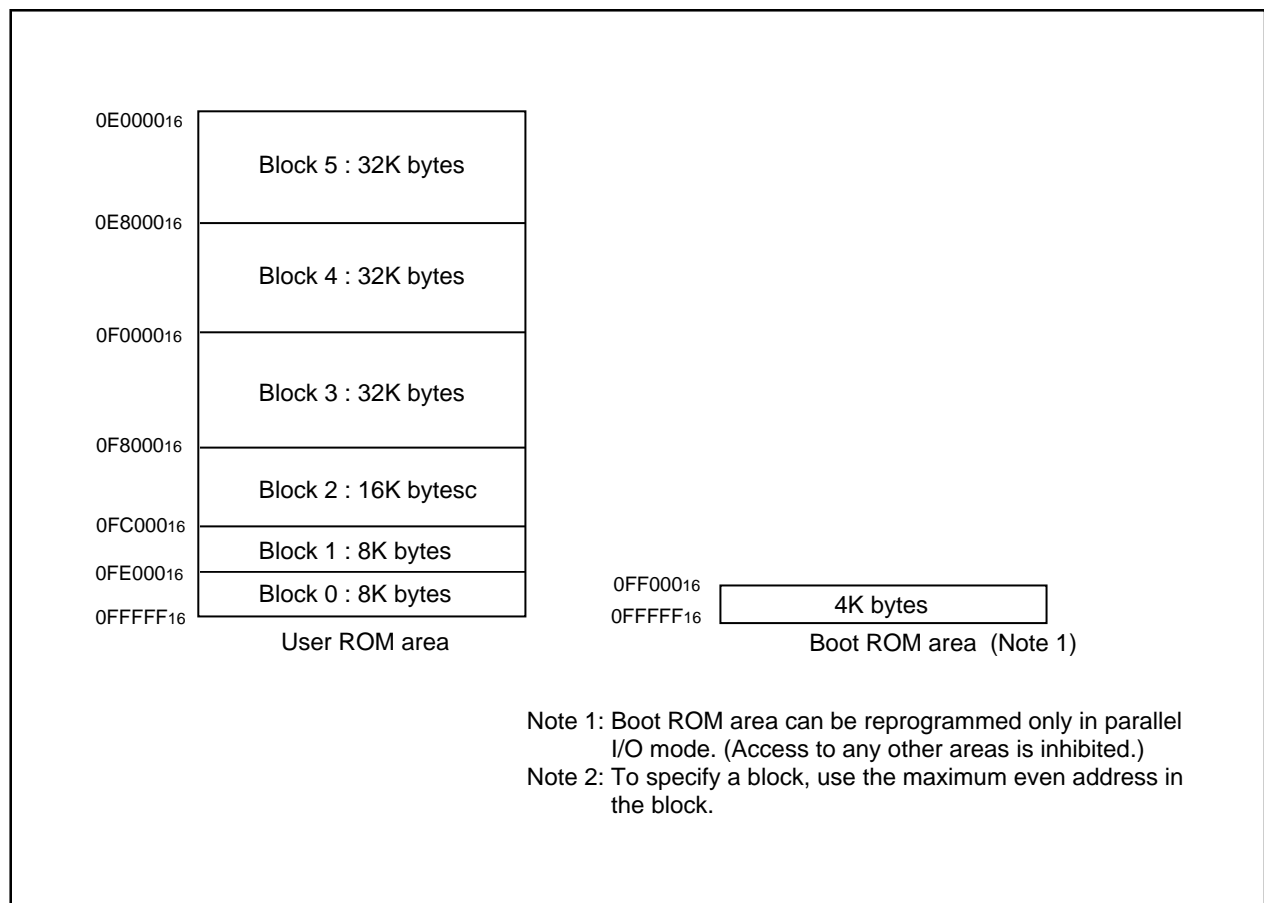 0E000016
Block 5 : 32K bytes
0E800016
Block 4 : 32K bytes
0F000016
Block 3 : 32K bytes
0F800016
Block 2 : 16K bytesc
0FC00016
Block 1 : 8K bytes
0FE00016
Block 0 : 8K bytes
0FFFFF16
User ROM area
0FF00016
4K bytes
0FFFFF16
Boot ROM area (Note 1)
Note 1: Boot ROM area can be reprogrammed only in parallel
I/O mode. (Access to any other areas is inhibited.)
Note 2: To specify a block, use the maximum even address in
the block.